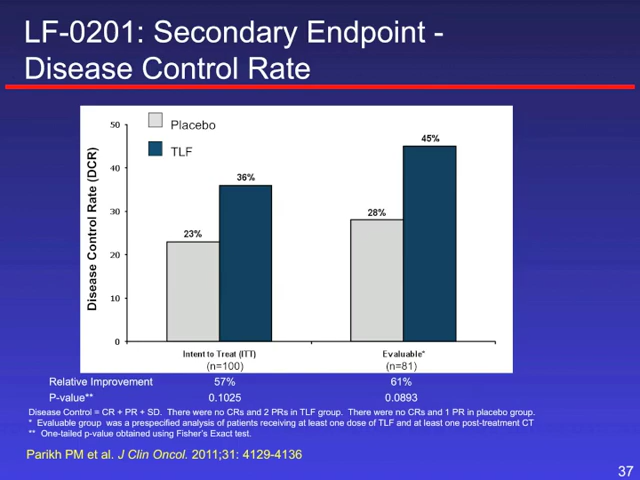 LF-0201: Secondary Endpoint -
Disease Control Rate
Placebo
TLF
Disease Control Rate (DCR)
50
40
30
20
10
0
23%
36%
28%
45%
Intent to Treat (ITT)
(n=100)
Evaluable*
(n=81)
Relative Improvement 57% 61%
P-value** 0.1025 0.0893
Disease Control = CR + PR + SD. There were no CRs and 2 PRs in TLF group. There were no CRs and 1 PR in placebo group.
* Evaluable group was a prespecified analysis of patients receiving at least one dose of TLF and at least one post-treatment CT
** One-tailed p-value obtained using Fisher's Exact test.
Parikh PM et al. J Clin Oncol. 2011;31: 4129-4136
37